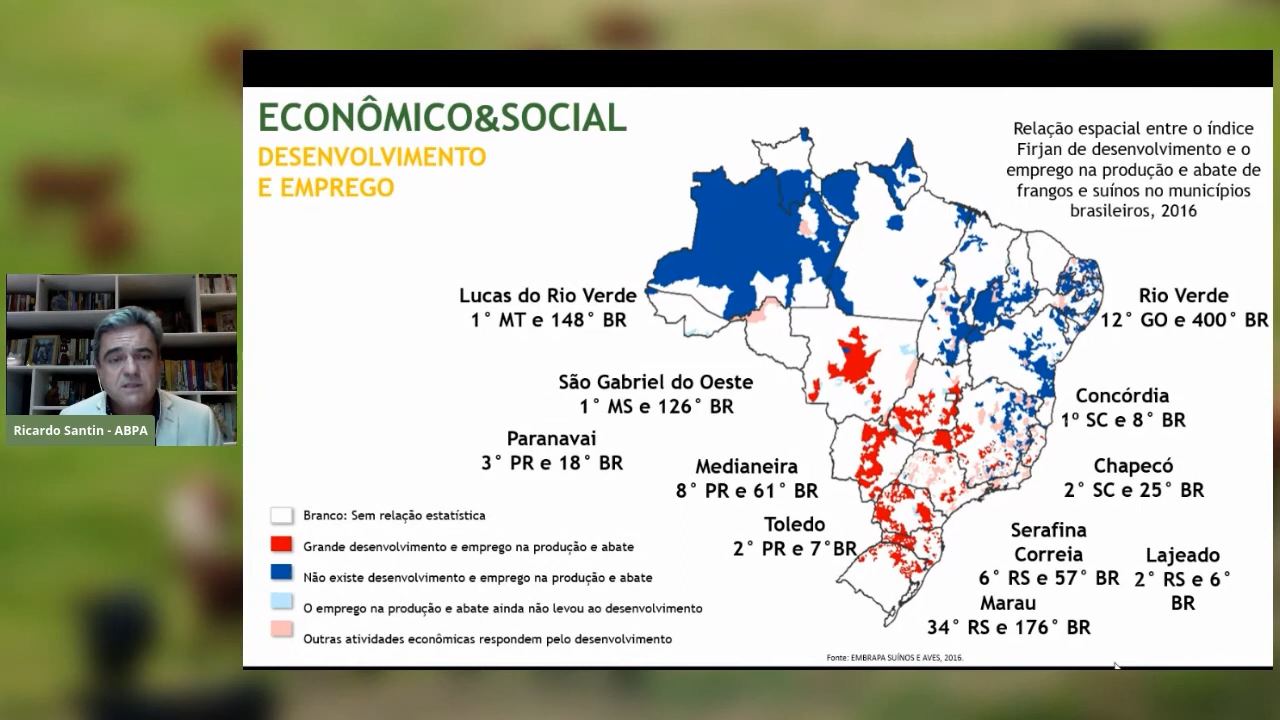 ECONÔMICO&SOCIAL
DESENVOLVIMENTO
E EMPREGO
Relação espacial entre o índice
Firjan de desenvolvimento e o
emprego na produção e abate de
frangos e suínos no municípios
brasileiros, 2016
Lucas do Rio Verde
1° MT e 148° BR
Rio Verde
12° GO e 400° BR
São Gabriel do Oeste
1° MS e 126° BR
Concórdia
1º SC e 8° BR
Paranavai
3° PR e 18° BR
Medianeira
8° PR e 61° BR
Chapecó
2° SC e 25° BR
Toledo
2° PR e 7°BR
Serafina
Correia
6° RS e 57° BR
Lajeado
2° RS e 6°
BR
Marau
34° RS e 176° BR
Branco: Sem relação estatística
Grande desenvolvimento e emprego na produção e abate
Não existe desenvolvimento e emprego na produção e abate
O emprego na produção e abate ainda não levou ao desenvolvimento
Outras atividades econômicas respondem pelo desenvolvimento
Fonte: EMBRAPA SUÍNOS E AVES, 2016.
Ricardo Santin - ABPA